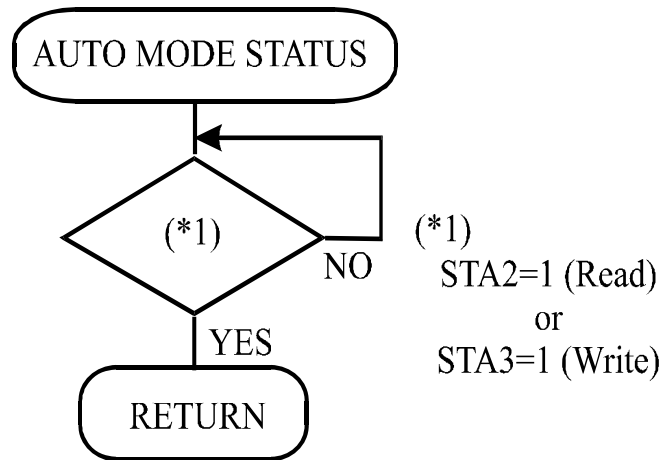 AUTO MODE STATUS
(*1)
NO
(*1)
STA2=1 (Read)
or
STA3=1 (Write)
YES
RETURN